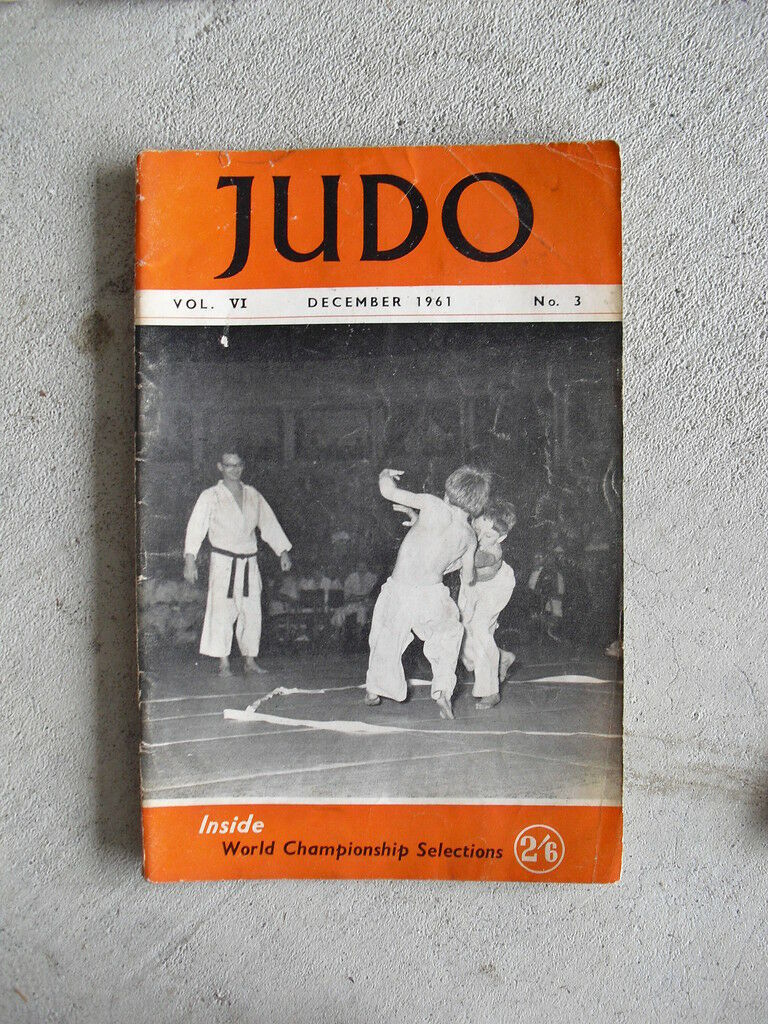 JUDO
VOL. VI DECEMBER 1961 No. 3
Inside
World Championship Selections 2/6